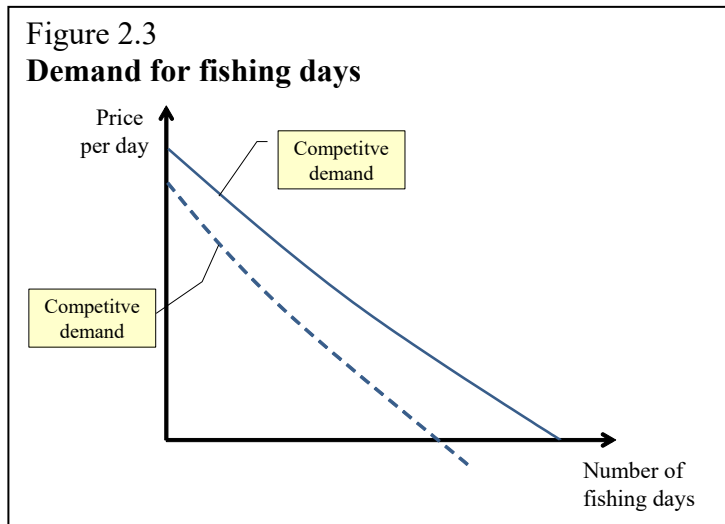 Figure 2.3
Demand for fishing days
Price
per day
Competitve
demand
Competitve
demand
Number of
fishing days